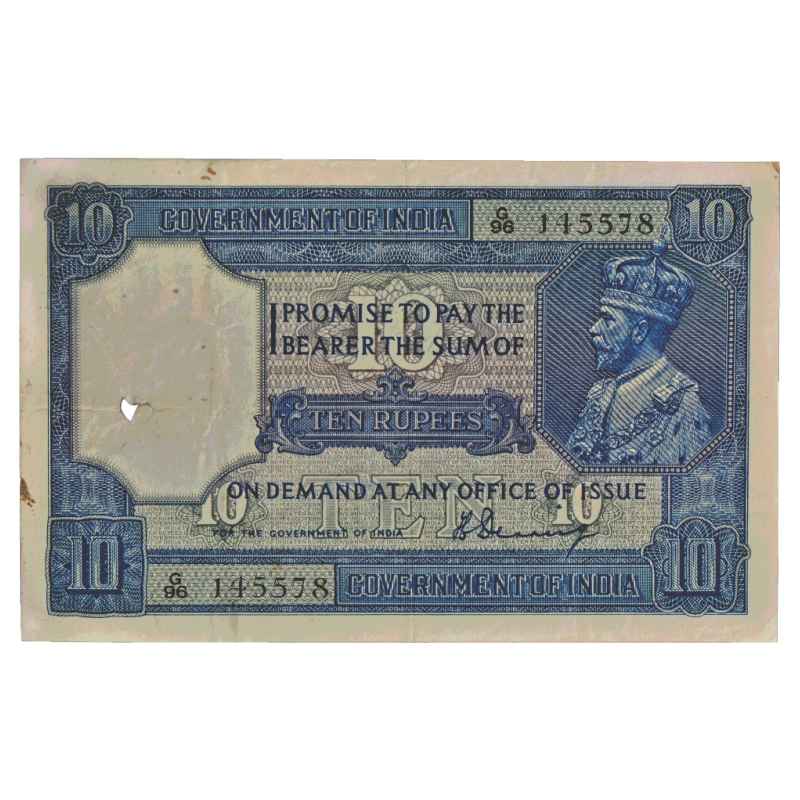 10 GOVERNMENT OF INDIA G/96 145578 10
I PROMISE TO PAY THE
BEARER THE SUM OF
10
TEN RUPEES
ON DEMAND AT ANY OFFICE OF ISSUE
10 TEN 10
FOR THE GOVERNMENT OF INDIA
10 G/96 145578 GOVERNMENT OF INDIA 10